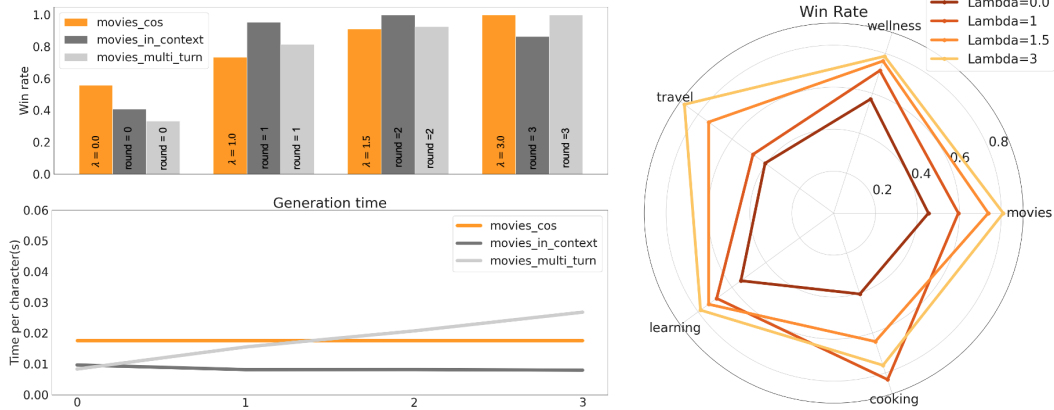 1.0
0.8
0.6
0.4
0.2
0.0
Win rate
movies_cos
movies_in_context
movies_multi_turn
λ = 0.0
round = 0
round = 0
λ = 1.0
round = 1
round = 1
λ = 1.5
round =2
round =2
λ = 3.0
round = 3
round =3
Generation time
0.06
0.05
0.04
0.03
0.02
0.01
0.00
Time per character(s)
movies_cos
movies_in_context
movies_multi_turn
0
1
2
3
Win Rate
Lambda=0.0
Lambda=1
Lambda=1.5
Lambda=3
wellness
travel
0.8
0.6
0.4
0.2
movies
learning
cooking